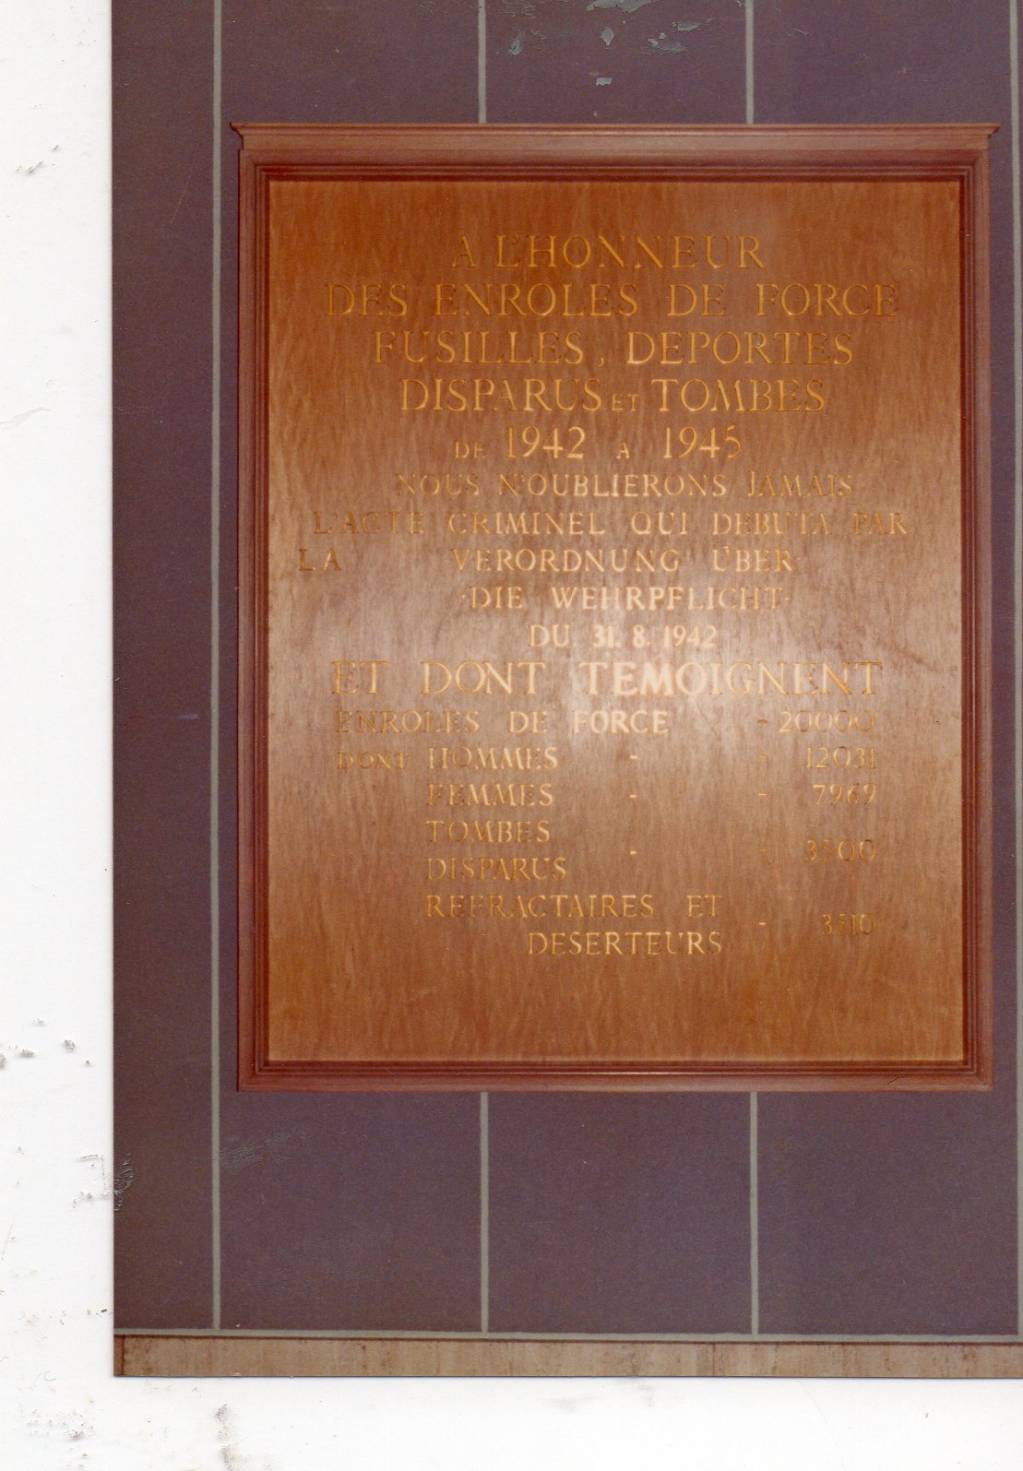 A L'HONNEUR
DES ENROLES DE FORCE
FUSILLES, DEPORTES
DISPARUS ET TOMBES
DE 1942 A 1945
NOUS N'OUBLIERONS JAMAIS
L'ACTE CRIMINEL QUI DEBUTA PAR
LA VERORDNUNG ÜBER
·DIE WEHRPFLICHT·
DU 31. 8. 1942
ET DONT TEMOIGNENT
ENROLES DE FORCE - 20000
DONT HOMMES - - 12031
FEMMES - - 7969
TOMBES
DISPARUS - - 3500
REFRACTAIRES ET
DESERTEURS - 3510